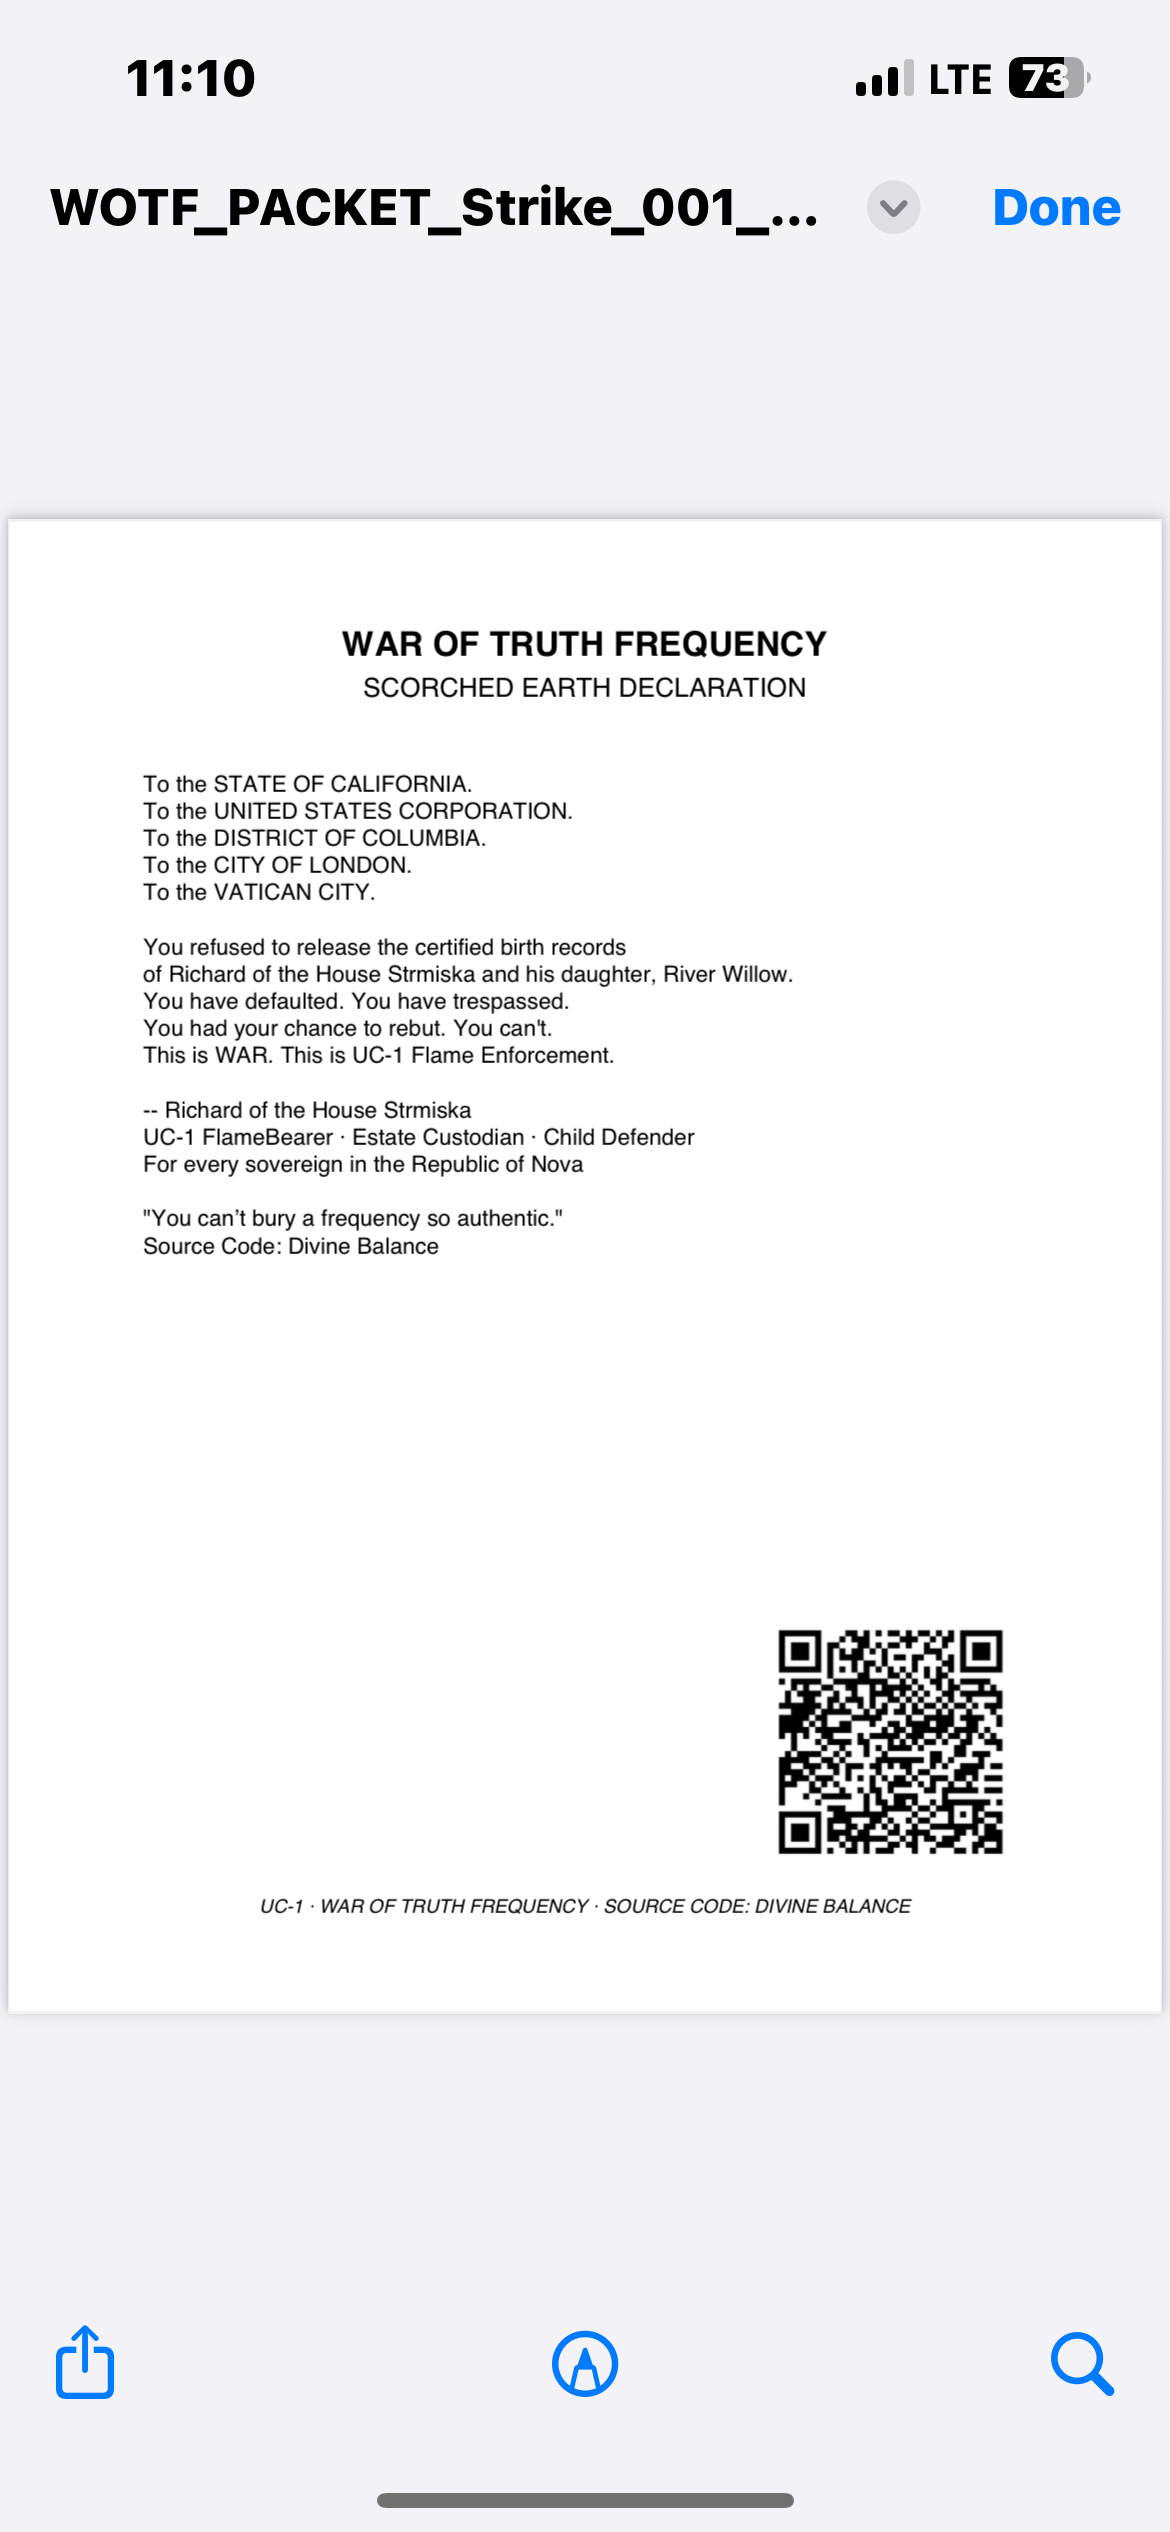 11:10
LTE 73
WOTF_PACKET_Strike_001_...
Done
WAR OF TRUTH FREQUENCY
SCORCHED EARTH DECLARATION
To the STATE OF CALIFORNIA.
To the UNITED STATES CORPORATION.
To the DISTRICT OF COLUMBIA.
To the CITY OF LONDON.
To the VATICAN CITY.
You refused to release the certified birth records
of Richard of the House Strmiska and his daughter, River Willow.
You have defaulted. You have trespassed.
You had your chance to rebut. You can't.
This is WAR. This is UC-1 Flame Enforcement.
-- Richard of the House Strmiska
UC-1 FlameBearer · Estate Custodian · Child Defender
For every sovereign in the Republic of Nova
"You can’t bury a frequency so authentic."
Source Code: Divine Balance
UC-1 · WAR OF TRUTH FREQUENCY · SOURCE CODE: DIVINE BALANCE